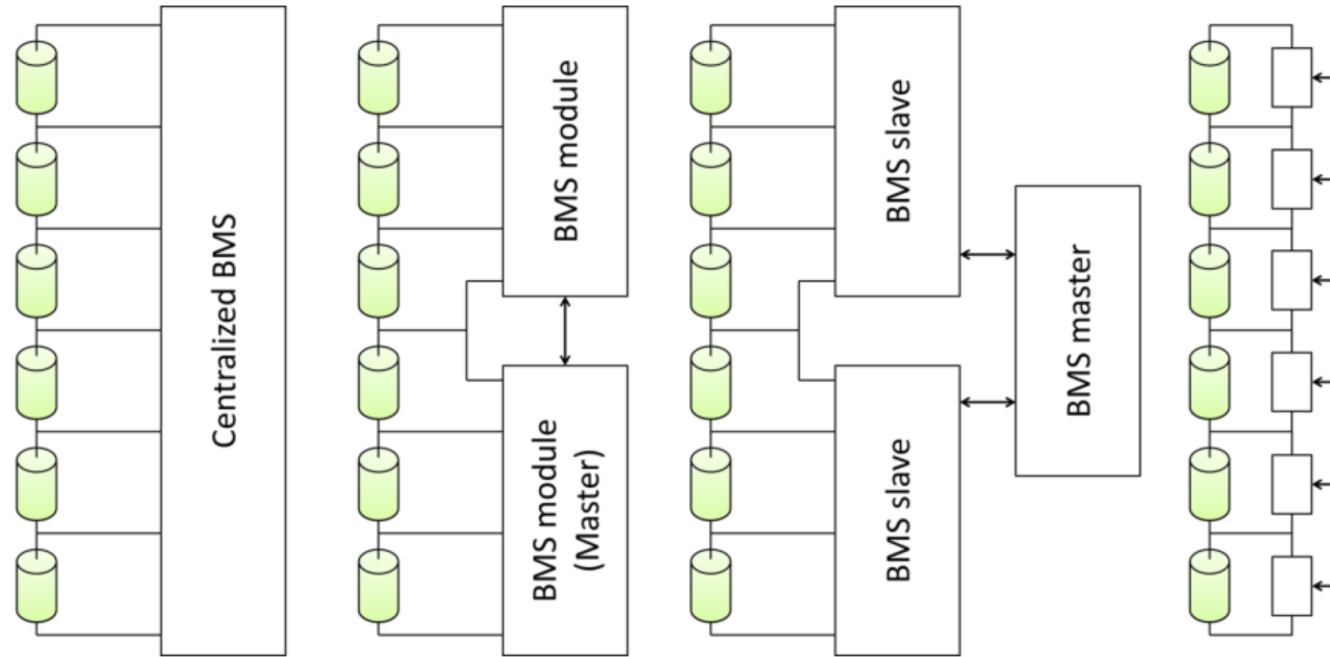 Centralized BMS
BMS module
BMS module
(Master)
BMS slave
BMS slave
BMS master